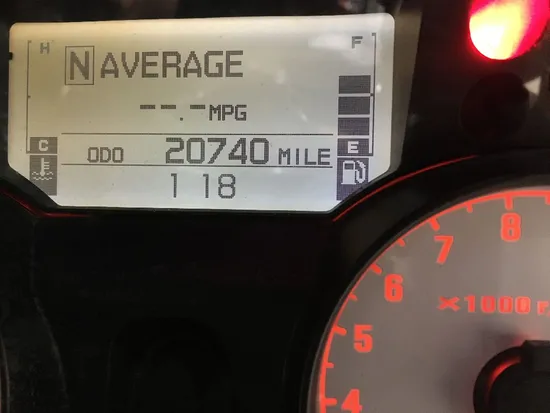 H F
N AVERAGE
--.-MPG
C E
ODO 20740 MILE
1 18
8
7
6
×1000 r
5
4